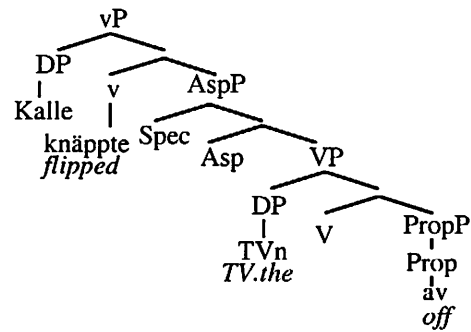 vP
DP
v
AspP
Kalle
knäppte
flipped
Spec
Asp
VP
DP
V
PropP
TVn
TV.the
Prop
av
off